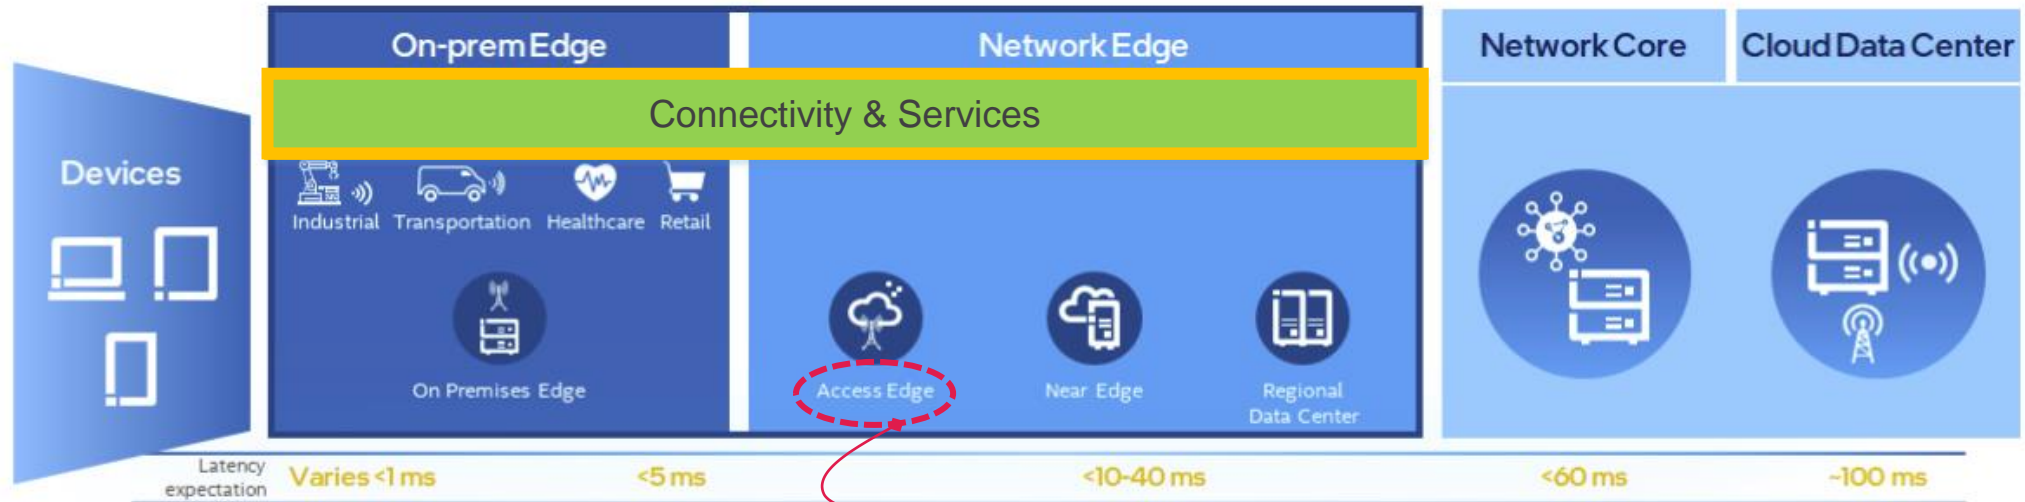 On-prem Edge
Network Edge
Network Core
Cloud Data Center
Connectivity & Services
Devices
Industrial
Transportation
Healthcare
Retail
On Premises Edge
Access Edge
Near Edge
Regional
Data Center
Latency
expectation
Varies <1 ms
<5 ms
<10-40 ms
<60 ms
~100 ms